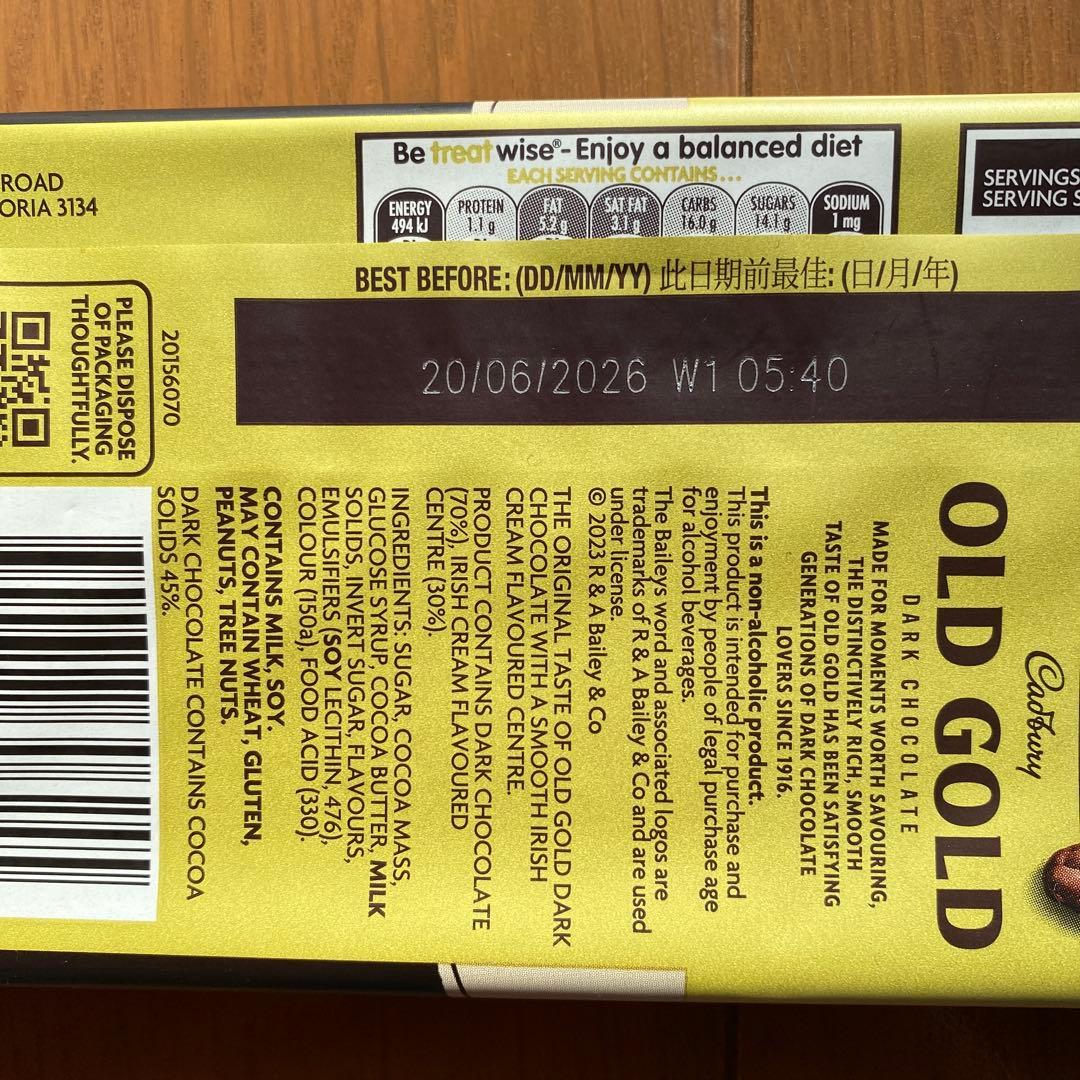 ROAD
ORIA 3134
Be treatwise®- Enjoy a balanced diet
EACH SERVING CONTAINS...
ENERGY
494 kJ
PROTEIN
1.1 g
FAT
5.2 g
SAT FAT
3.1 g
CARBS
16.0 g
SUGARS
14.1 g
SODIUM
1 mg
SERVINGS
SERVING S
BEST BEFORE: (DD/MM/YY) 此日期前最佳: (日/月/年)
20/06/2026 W1 05:40
PLEASE DISPOSE
OF PACKAGING
THOUGHTFULLY.
20156070
Cadbury
OLD GOLD
DARK CHOCOLATE
MADE FOR MOMENTS WORTH SAVOURING,
THE DISTINCTIVELY RICH, SMOOTH
TASTE OF OLD GOLD HAS BEEN SATISFYING
GENERATIONS OF DARK CHOCOLATE
LOVERS SINCE 1916.
This is a non-alcoholic product.
This product is intended for purchase and
enjoyment by people of legal purchase age
for alcohol beverages.
The Baileys word and associated logos are
trademarks of R & A Bailey & Co and are used
under license.
© 2023 R & A Bailey & Co
THE ORIGINAL TASTE OF OLD GOLD DARK
CHOCOLATE WITH A SMOOTH IRISH
CREAM FLAVOURED CENTRE.
PRODUCT CONTAINS DARK CHOCOLATE
(70%), IRISH CREAM FLAVOURED
CENTRE (30%).
INGREDIENTS: SUGAR, COCOA MASS,
GLUCOSE SYRUP, COCOA BUTTER, MILK
SOLIDS, INVERT SUGAR, FLAVOURS,
EMULSIFIERS (SOY LECITHIN, 476),
COLOUR (150a), FOOD ACID (330).
CONTAINS MILK, SOY.
MAY CONTAIN WHEAT, GLUTEN,
PEANUTS, TREE NUTS.
DARK CHOCOLATE CONTAINS COCOA
SOLIDS 45%.